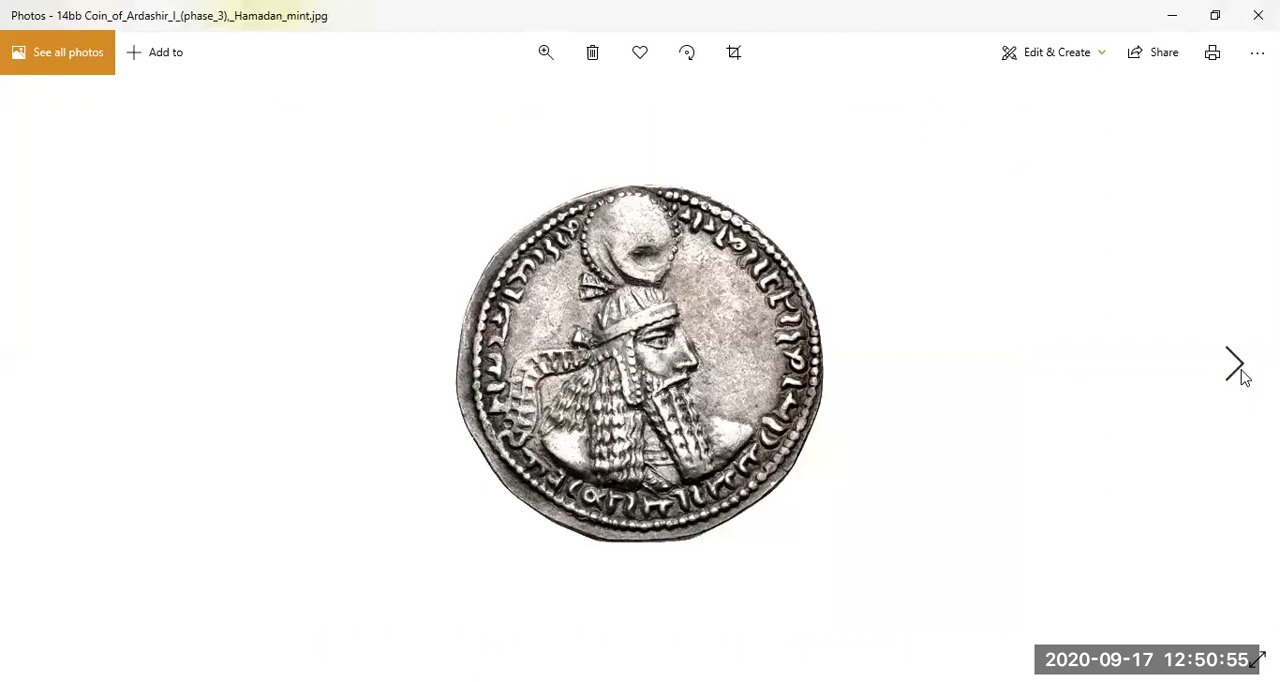 Photos - 14bb Coin_of_Ardashir_I_(phase_3),_Hamadan_mint.jpg
See all photos
Add to
Edit & Create
Share
2020-09-17 12:50:55